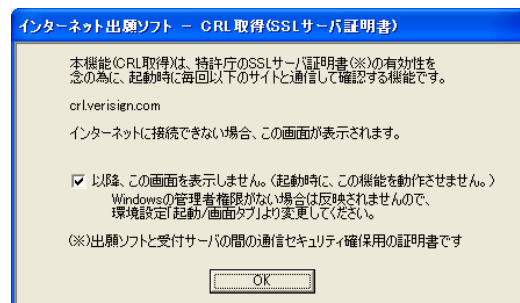 インターネット出願ソフト － CRL取得(SSLサーバ証明書)
本機能(CRL取得)は、特許庁のSSLサーバ証明書(※)の有効性を
念の為に、起動時に毎回以下のサイトと通信して確認する機能です。
crl.verisign.com
インターネットに接続できない場合、この画面が表示されます。
以降、この画面を表示しません。（起動時に、この機能を動作させません。）
Windowsの管理者権限がない場合は反映されませんので、
環境設定「起動/画面タブ」より変更してください。
(※)出願ソフトと受付サーバの間の通信セキュリティ確保用の証明書です
OK